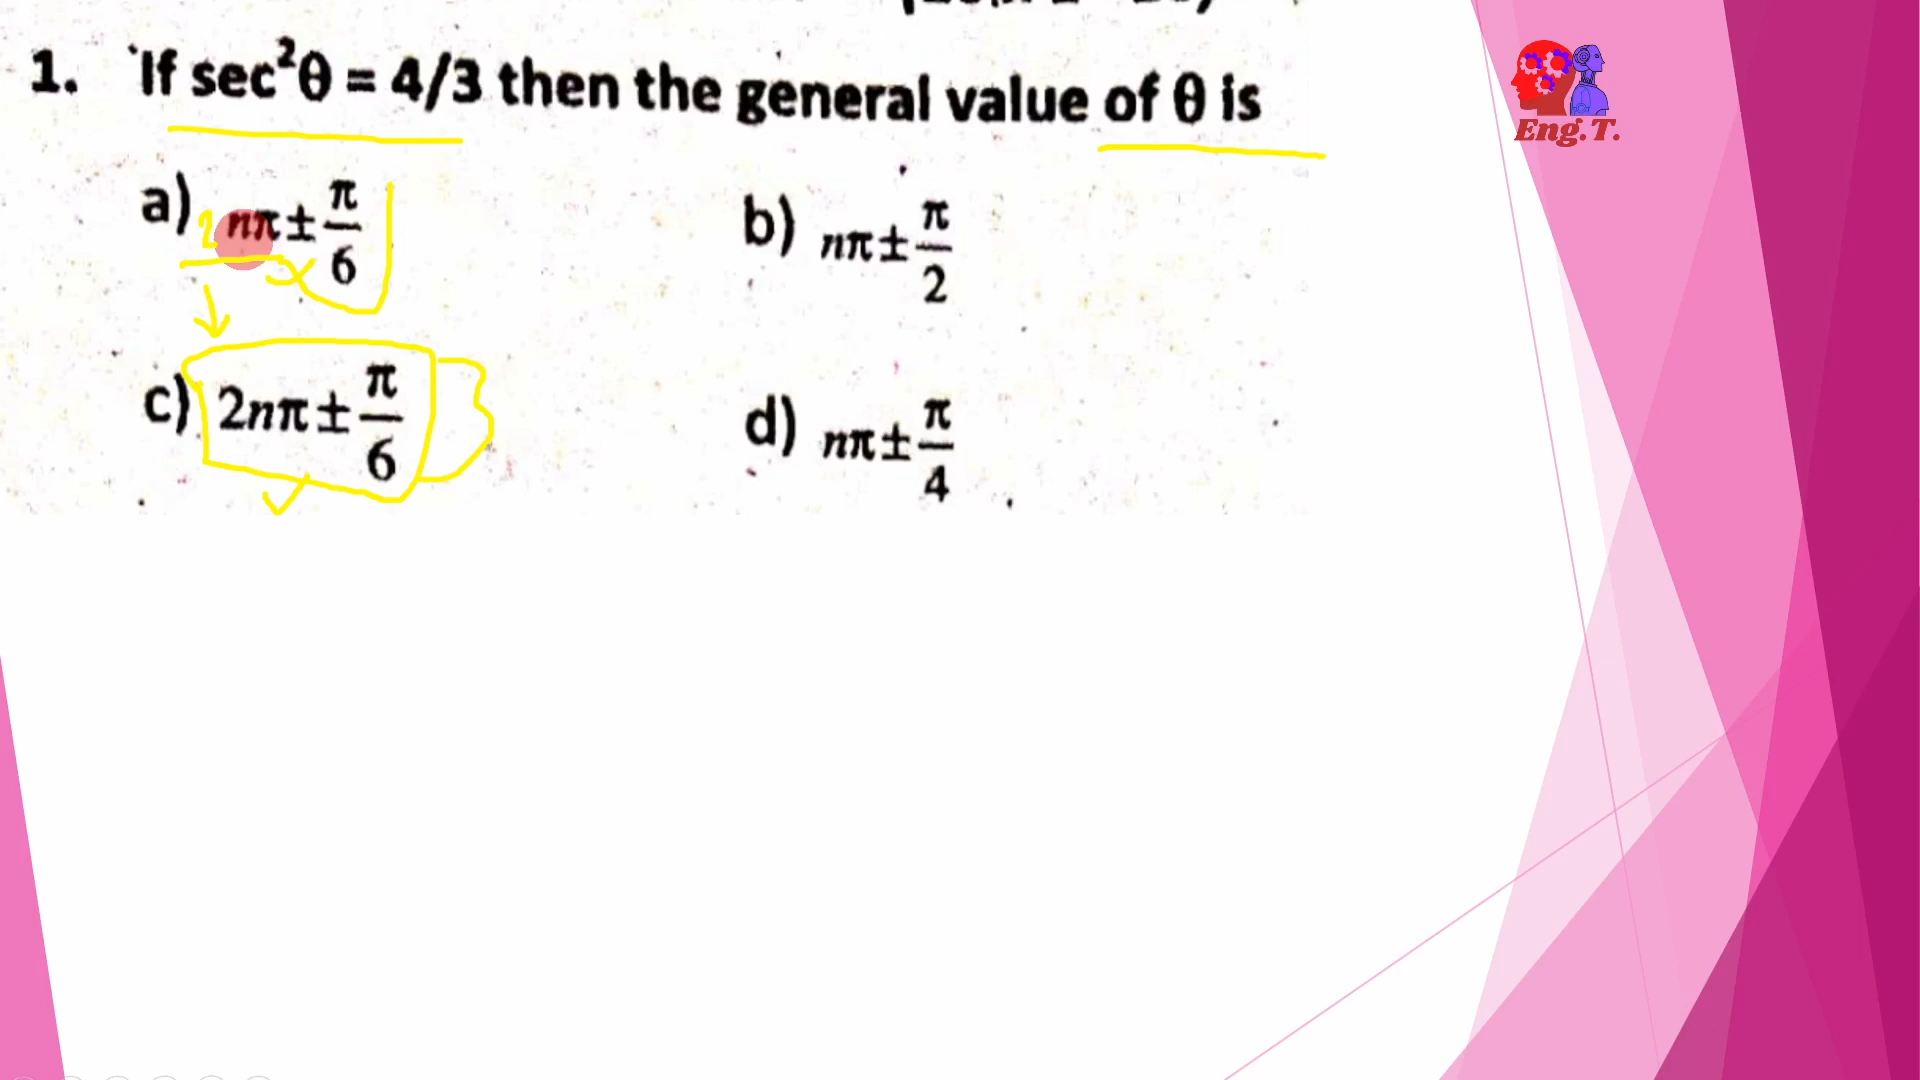 1. If sec²θ = 4/3 then the general value of θ is
a) nπ ± π/6
b) nπ ± π/2
c) 2nπ ± π/6
d) nπ ± π/4
2
Eng.T.